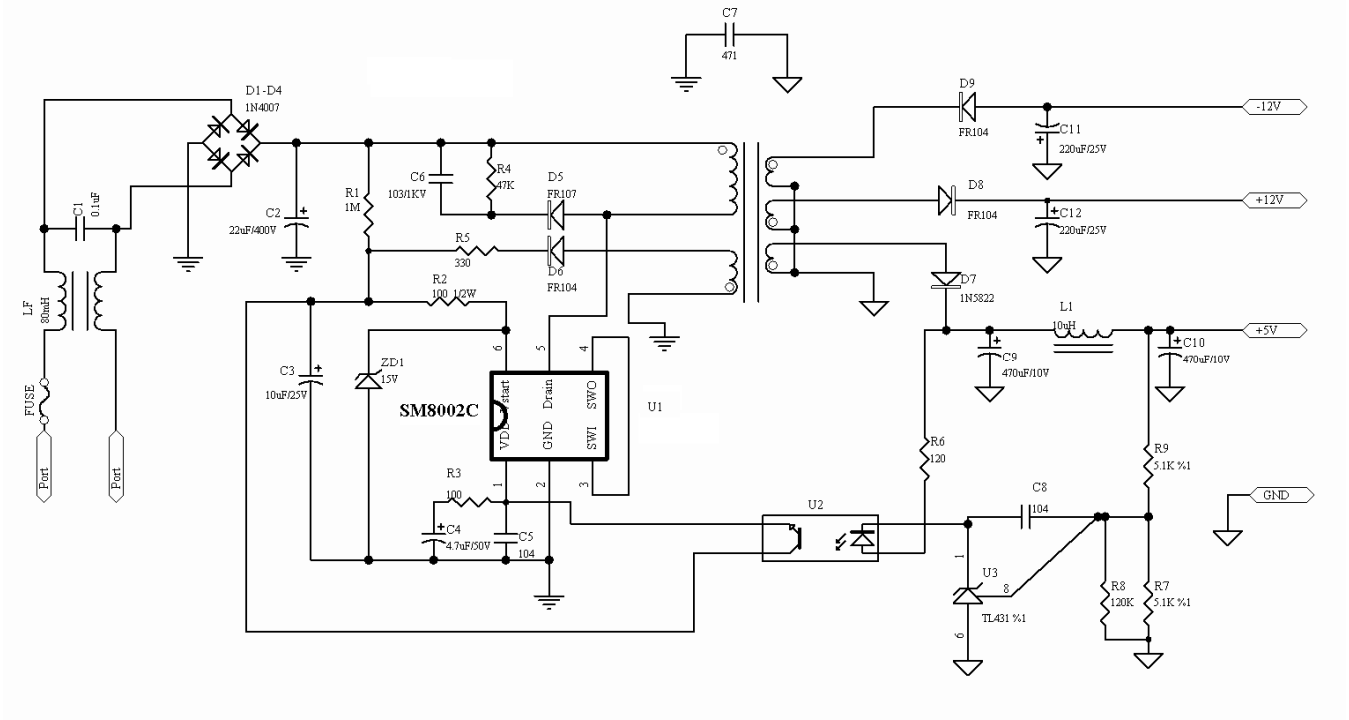 C7
471
D1-D4
1N4007
D9
FR104
-12V
C11
220uF/25V
C1
0.1uF
R1
1M
C6
103/1KV
R4
47K
D5
FR107
D8
FR104
+12V
C12
220uF/25V
C2
22uF/400V
R5
330
D6
FR104
D7
1N5822
R2
100 1/2W
LF
80mH
L1
10uH
+5V
C9
470uF/10V
C10
470uF/10V
C3
10uF/25V
ZD1
15V
6
5
4
start
Drain
SWO
SM8002C
U1
VDD
GND
SWI
1
2
3
FUSE
Port
Port
R6
120
R9
5.1K %1
R3
100
C4
4.7uF/50V
C5
104
U2
C8
104
GND
1
U3
8
TL431 %1
6
R8
120K
R7
5.1K %1